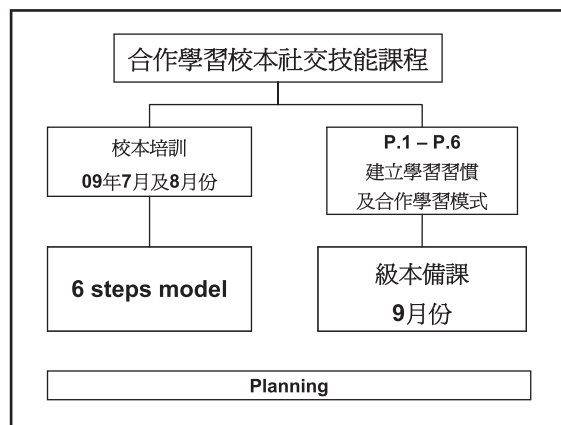 合作學習校本社交技能課程
校本培訓
09年7月及8月份
P.1 – P.6
建立學習習慣
及合作學習模式
6 steps model
級本備課
9月份
Planning